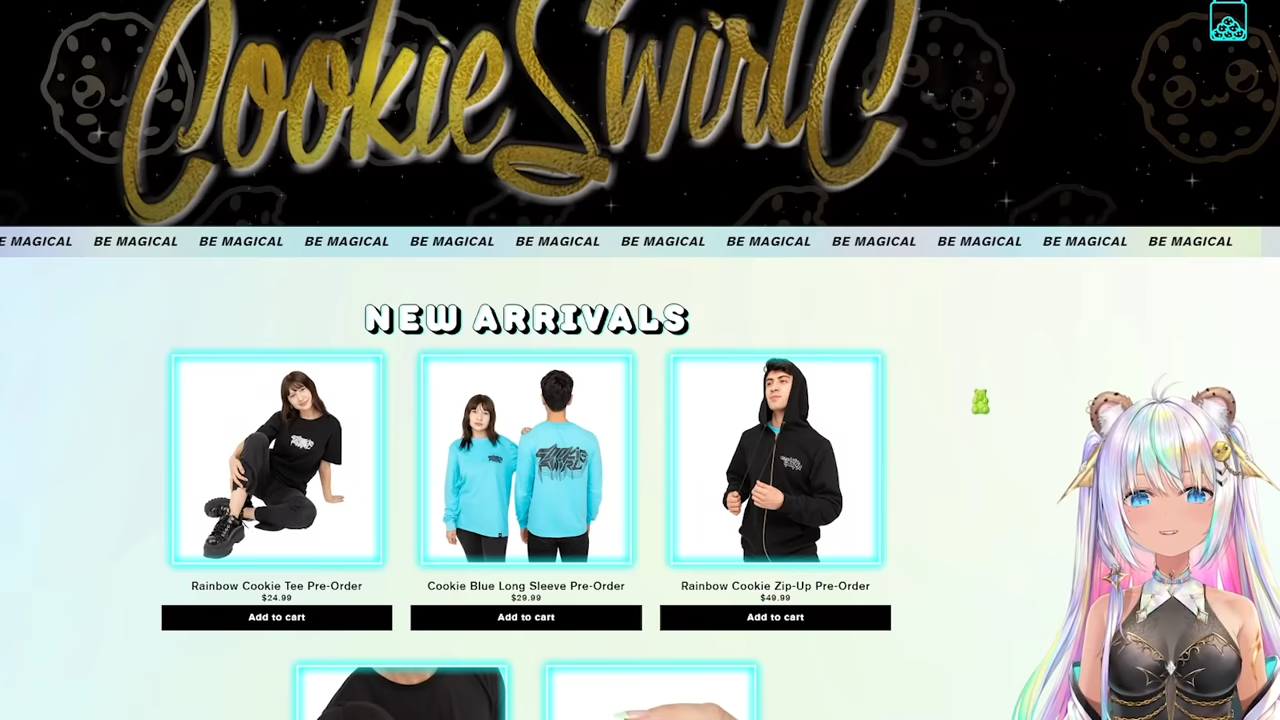 CookieSwirlC
E MAGICAL BE MAGICAL BE MAGICAL BE MAGICAL BE MAGICAL BE MAGICAL BE MAGICAL BE MAGICAL BE MAGICAL BE MAGICAL BE MAGICAL BE MAGICAL
NEW ARRIVALS
Rainbow Cookie Tee Pre-Order
$24.99
Add to cart
Cookie Blue Long Sleeve Pre-Order
$29.99
Add to cart
Rainbow Cookie Zip-Up Pre-Order
$49.99
Add to cart